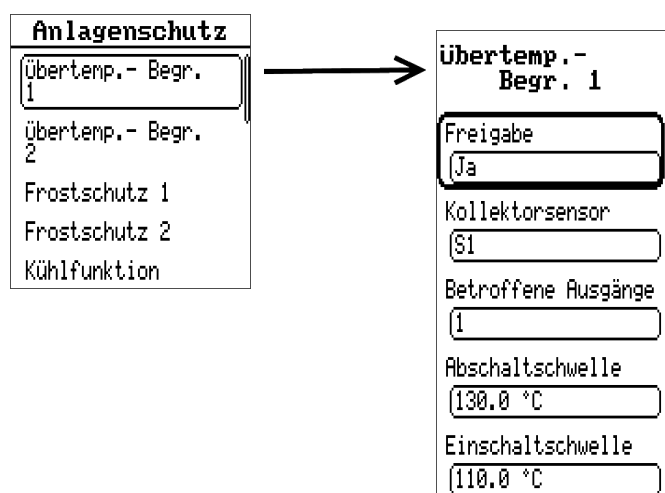 Anlagenschutz
Übertemp.- Begr.
1
Übertemp.- Begr.
2
Frostschutz 1
Frostschutz 2
Kühlfunktion
Übertemp.-
Begr. 1
Freigabe
Ja
Kollektorsensor
S1
Betroffene Ausgänge
1
Abschaltschwelle
130.0 °C
Einschaltschwelle
110.0 °C